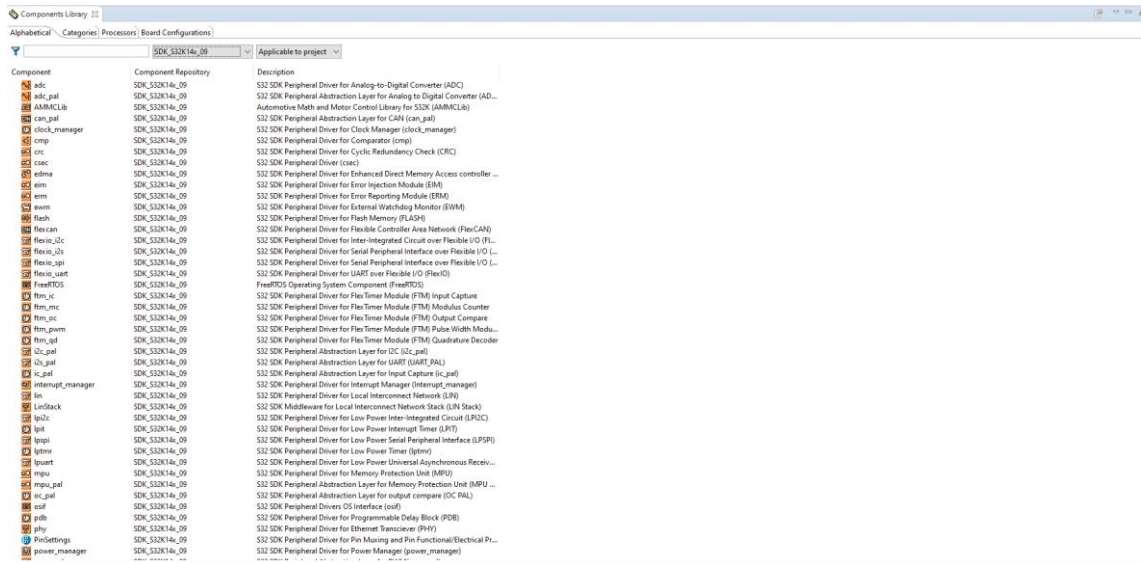 Components Library
Alphabetical Categories Processors Board Configurations
SDK_S32K14x_09 Applicable to project
Component Component Repository Description
adc SDK_S32K14x_09 S32 SDK Peripheral Driver for Analog-to-Digital Converter (ADC)
adc_pal SDK_S32K14x_09 S32 SDK Peripheral Abstraction Layer for Analog to Digital Converter (AD...
AMMCLib SDK_S32K14x_09 Automotive Math and Motor Control Library for S32K (AMMCLib)
can_pal SDK_S32K14x_09 S32 SDK Peripheral Abstraction Layer for CAN (can_pal)
clock_manager SDK_S32K14x_09 S32 SDK Peripheral Driver for Clock Manager (clock_manager)
cmp SDK_S32K14x_09 S32 SDK Peripheral Driver for Comparator (cmp)
crc SDK_S32K14x_09 S32 SDK Peripheral Driver for Cyclic Redundancy Check (CRC)
csec SDK_S32K14x_09 S32 SDK Peripheral Driver (csec)
edma SDK_S32K14x_09 S32 SDK Peripheral Driver for Enhanced Direct Memory Access controller ...
eim SDK_S32K14x_09 S32 SDK Peripheral Driver for Error Injection Module (EIM)
erm SDK_S32K14x_09 S32 SDK Peripheral Driver for Error Reporting Module (ERM)
ewm SDK_S32K14x_09 S32 SDK Peripheral Driver for External Watchdog Monitor (EWM)
flash SDK_S32K14x_09 S32 SDK Peripheral Driver for Flash Memory (FLASH)
flexcan SDK_S32K14x_09 S32 SDK Peripheral Driver for Flexible Controller Area Network (FlexCAN)
flexio_i2c SDK_S32K14x_09 S32 SDK Peripheral Driver for Inter-Integrated Circuit over Flexible I/O (Fl...
flexio_i2s SDK_S32K14x_09 S32 SDK Peripheral Driver for Serial Peripheral Interface over Flexible I/O (...
flexio_spi SDK_S32K14x_09 S32 SDK Peripheral Driver for Serial Peripheral Interface over Flexible I/O (...
flexio_uart SDK_S32K14x_09 S32 SDK Peripheral Driver for UART over Flexible I/O (FlexIO)
FreeRTOS SDK_S32K14x_09 FreeRTOS Operating System Component (FreeRTOS)
ftm_ic SDK_S32K14x_09 S32 SDK Peripheral Driver for FlexTimer Module (FTM) Input Capture
ftm_mc SDK_S32K14x_09 S32 SDK Peripheral Driver for FlexTimer Module (FTM) Modulus Counter
ftm_oc SDK_S32K14x_09 S32 SDK Peripheral Driver for FlexTimer Module (FTM) Output Compare
ftm_pwm SDK_S32K14x_09 S32 SDK Peripheral Driver for FlexTimer Module (FTM) Pulse Width Modu...
ftm_qd SDK_S32K14x_09 S32 SDK Peripheral Driver for FlexTimer Module (FTM) Quadrature Decoder
i2c_pal SDK_S32K14x_09 S32 SDK Peripheral Abstraction Layer for I2C (i2c_pal)
i2s_pal SDK_S32K14x_09 S32 SDK Peripheral Abstraction Layer for UART (UART_PAL)
ic_pal SDK_S32K14x_09 S32 SDK Peripheral Abstraction Layer for Input Capture (ic_pal)
interrupt_manager SDK_S32K14x_09 S32 SDK Peripheral Driver for Interrupt Manager (Interrupt_manager)
lin SDK_S32K14x_09 S32 SDK Peripheral Driver for Local Interconnect Network (LIN)
LinStack SDK_S32K14x_09 S32 SDK Middleware for Local Interconnect Network Stack (LIN Stack)
lpi2c SDK_S32K14x_09 S32 SDK Peripheral Driver for Low Power Inter-Integrated Circuit (LPI2C)
lpit SDK_S32K14x_09 S32 SDK Peripheral Driver for Low Power Interrupt Timer (LPIT)
lpspi SDK_S32K14x_09 S32 SDK Peripheral Driver for Low Power Serial Peripheral Interface (LPSPI)
lptmr SDK_S32K14x_09 S32 SDK Peripheral Driver for Low Power Timer (lptmr)
lpuart SDK_S32K14x_09 S32 SDK Peripheral Driver for Low Power Universal Asynchronous Receiv...
mpu SDK_S32K14x_09 S32 SDK Peripheral Driver for Memory Protection Unit (MPU)
mpu_pal SDK_S32K14x_09 S32 SDK Peripheral Abstraction Layer for Memory Protection Unit (MPU ...
oc_pal SDK_S32K14x_09 S32 SDK Peripheral Abstraction Layer for output compare (OC PAL)
osif SDK_S32K14x_09 S32 SDK Peripheral Drivers OS Interface (osif)
pdb SDK_S32K14x_09 S32 SDK Peripheral Driver for Programmable Delay Block (PDB)
phy SDK_S32K14x_09 S32 SDK Peripheral Driver for Ethernet Transciever (PHY)
PinSettings SDK_S32K14x_09 S32 SDK Peripheral Driver for Pin Muxing and Pin Functional/Electrical Pr...
power_manager SDK_S32K14x_09 S32 SDK Peripheral Driver for Power Manager (power_manager)